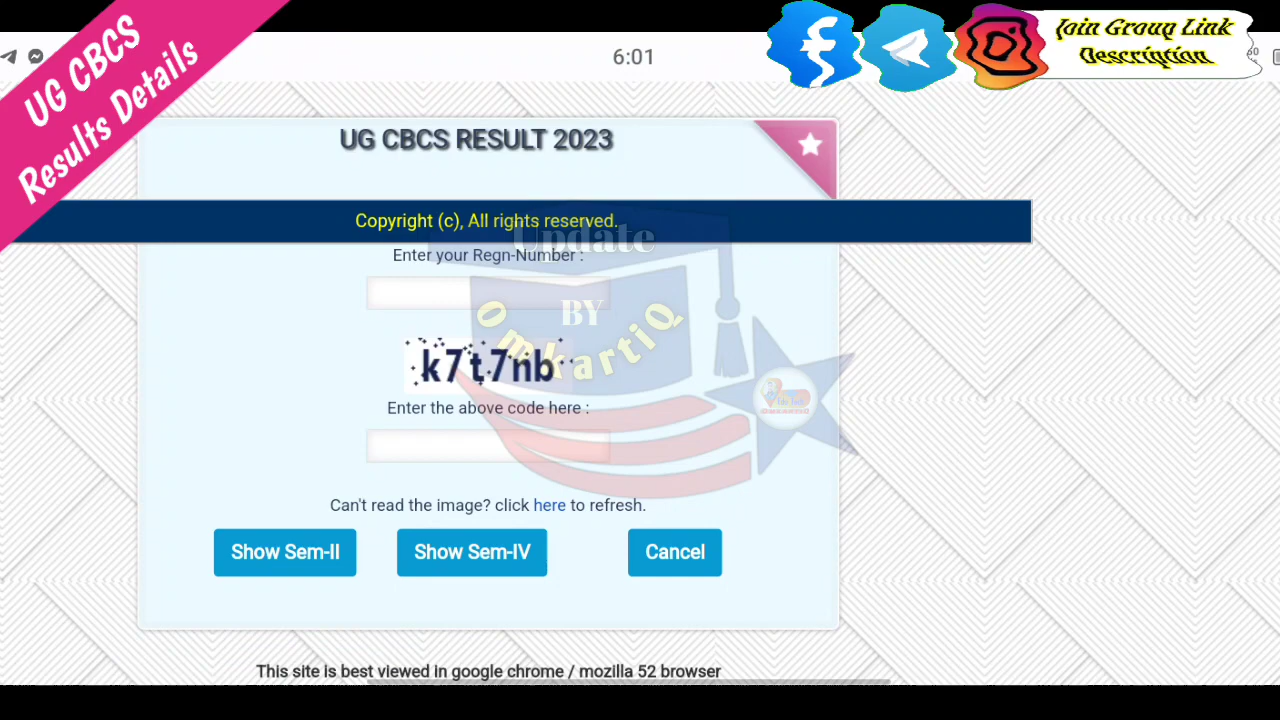 UG CBCS
Results Details
6:01
Join Group Link
Description
UG CBCS RESULT 2023
Copyright (c), All rights reserved.
Update
Enter your Regn-Number :
BY
OmkartiQ
k7t7nb
Enter the above code here :
Can't read the image? click here to refresh.
Show Sem-II
Show Sem-IV
Cancel
This site is best viewed in google chrome / mozilla 52 browser